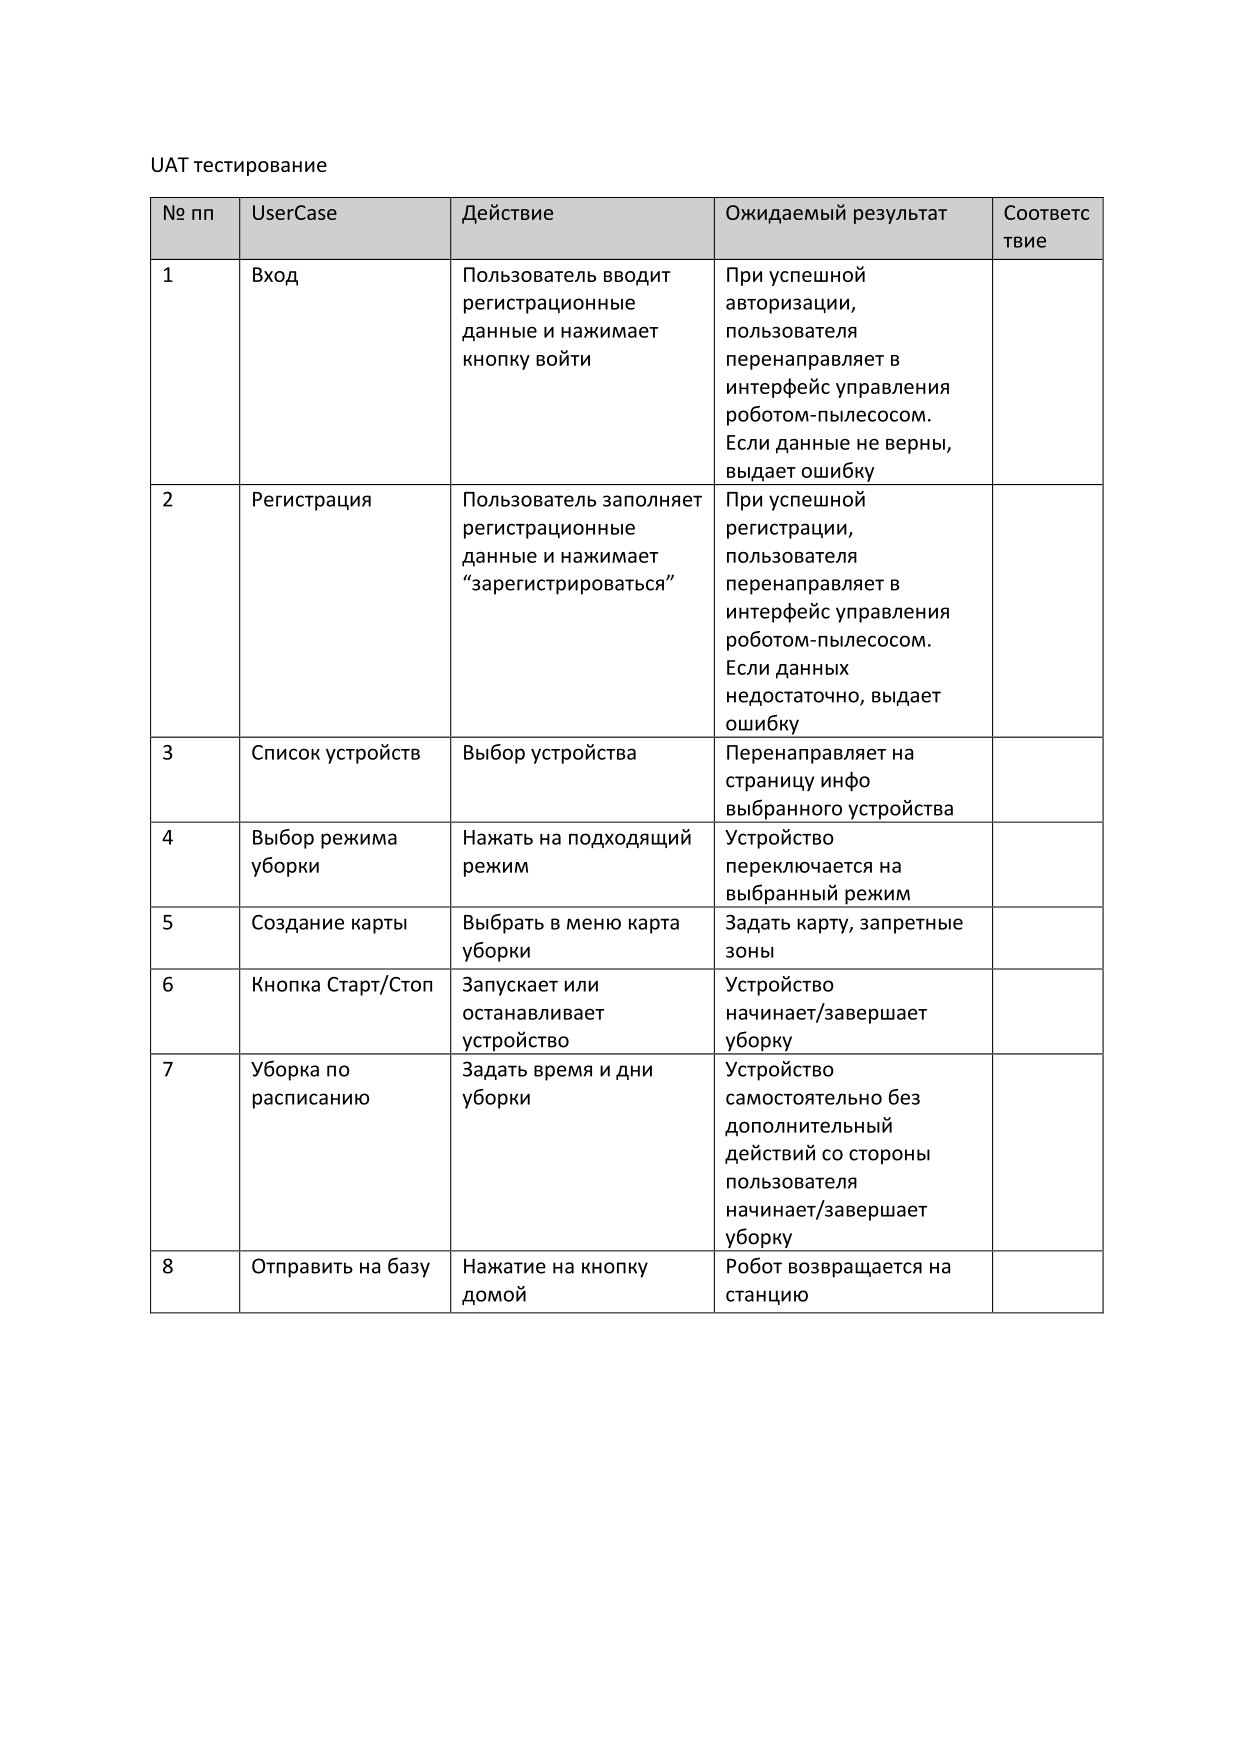 UAT тестирование
№ пп UserCase Действие Ожидаемый результат Соответс
твие
1 Вход Пользователь вводит При успешной
регистрационные авторизации,
данные и нажимает пользователя
кнопку войти перенаправляет в
интерфейс управления
роботом-пылесосом.
Если данные не верны,
выдает ошибку
2 Регистрация Пользователь заполняет При успешной
регистрационные регистрации,
данные и нажимает пользователя
“зарегистрироваться” перенаправляет в
интерфейс управления
роботом-пылесосом.
Если данных
недостаточно, выдает
ошибку
3 Список устройств Выбор устройства Перенаправляет на
страницу инфо
выбранного устройства
4 Выбор режима Нажать на подходящий Устройство
уборки режим переключается на
выбранный режим
5 Создание карты Выбрать в меню карта Задать карту, запретные
уборки зоны
6 Кнопка Старт/Стоп Запускает или Устройство
останавливает начинает/завершает
устройство уборку
7 Уборка по Задать время и дни Устройство
расписанию уборки самостоятельно без
дополнительный
действий со стороны
пользователя
начинает/завершает
уборку
8 Отправить на базу Нажатие на кнопку Робот возвращается на
домой станцию